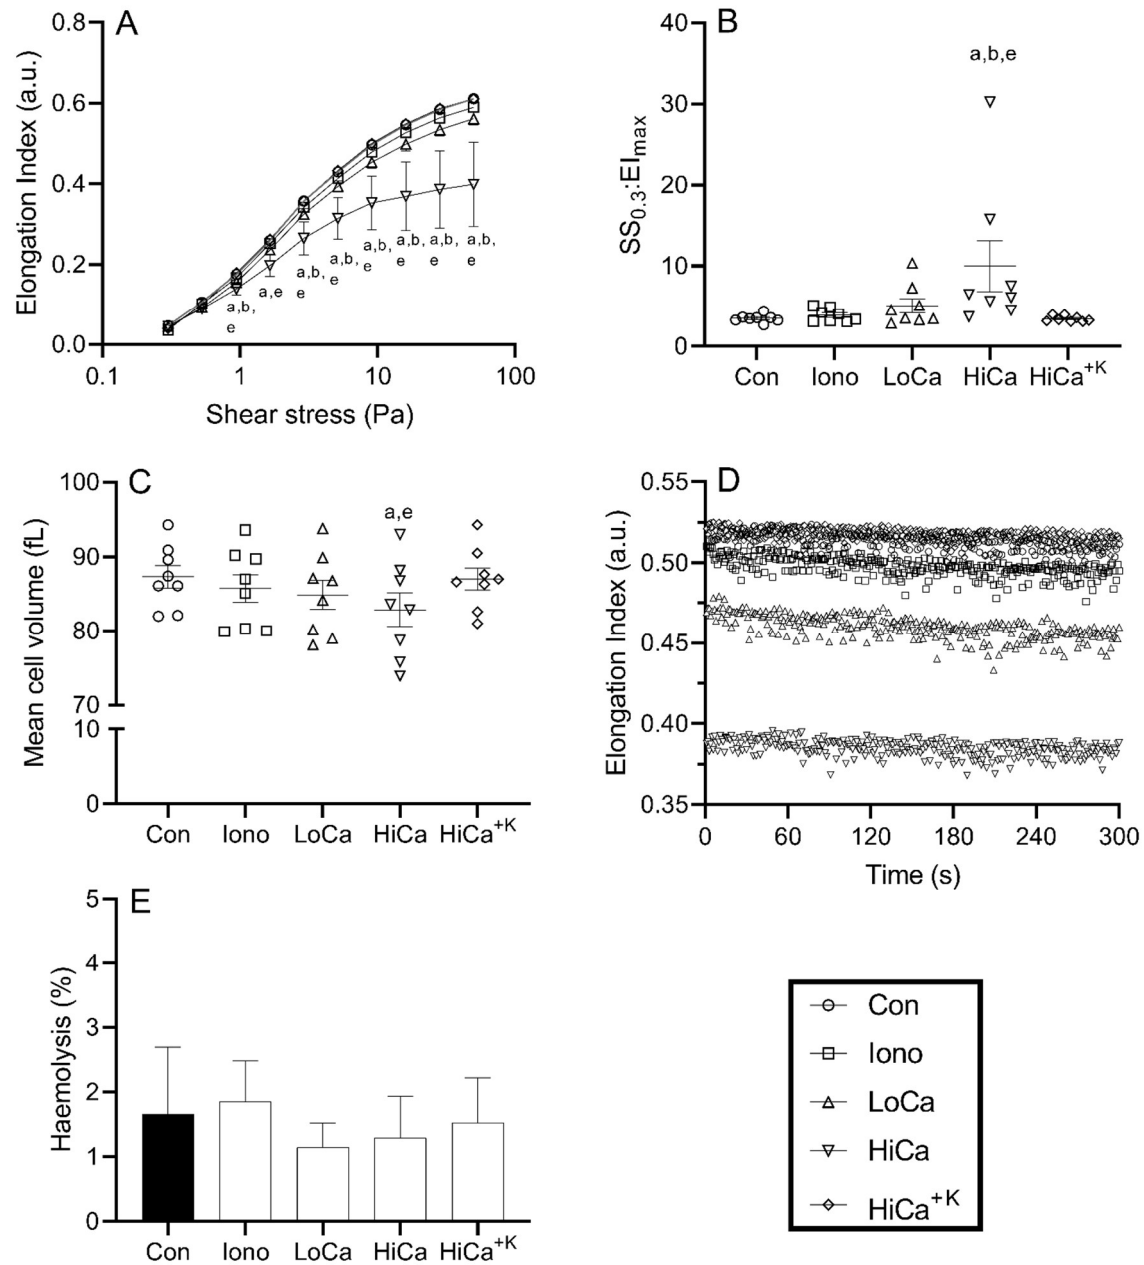 A
Elongation Index (a.u.)
0.8
0.6
0.4
0.2
0.0
a,b,
e
a,e
a,b,
e
a,b,
e
a,b,
e
a,b,
e
a,b,
e
a,b,
e
0.1 1 10 100
Shear stress (Pa)
B
SS0.3:EImax
40
30
20
10
0
a,b,e
Con Iono LoCa HiCa HiCa+K
C
Mean cell volume (fL)
100
90
80
70
10
0
a,e
Con Iono LoCa HiCa HiCa+K
D
Elongation Index (a.u.)
0.55
0.50
0.45
0.40
0.35
0 60 120 180 240 300
Time (s)
E
Haemolysis (%)
5
4
3
2
1
0
Con Iono LoCa HiCa HiCa+K
Con
Iono
LoCa
HiCa
HiCa+K